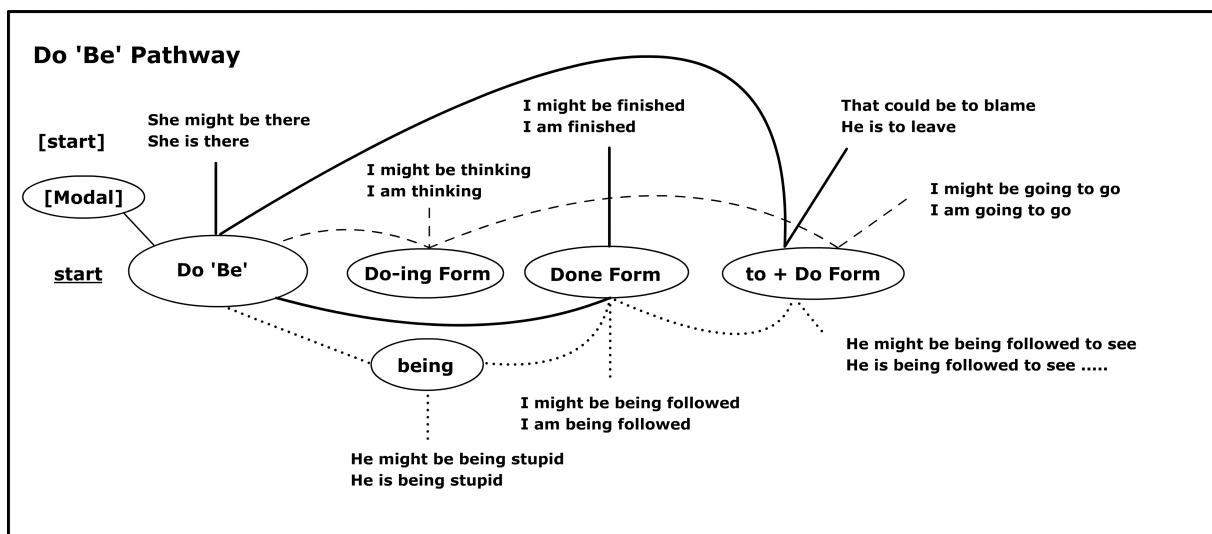 Do 'Be' Pathway
She might be there
She is there
I might be finished
I am finished
That could be to blame
He is to leave
[start]
I might be thinking
I am thinking
[Modal]
I might be going to go
I am going to go
start
Do 'Be'
Do-ing Form
Done Form
to + Do Form
being
He might be being followed to see
He is being followed to see .....
I might be being followed
I am being followed
He might be being stupid
He is being stupid